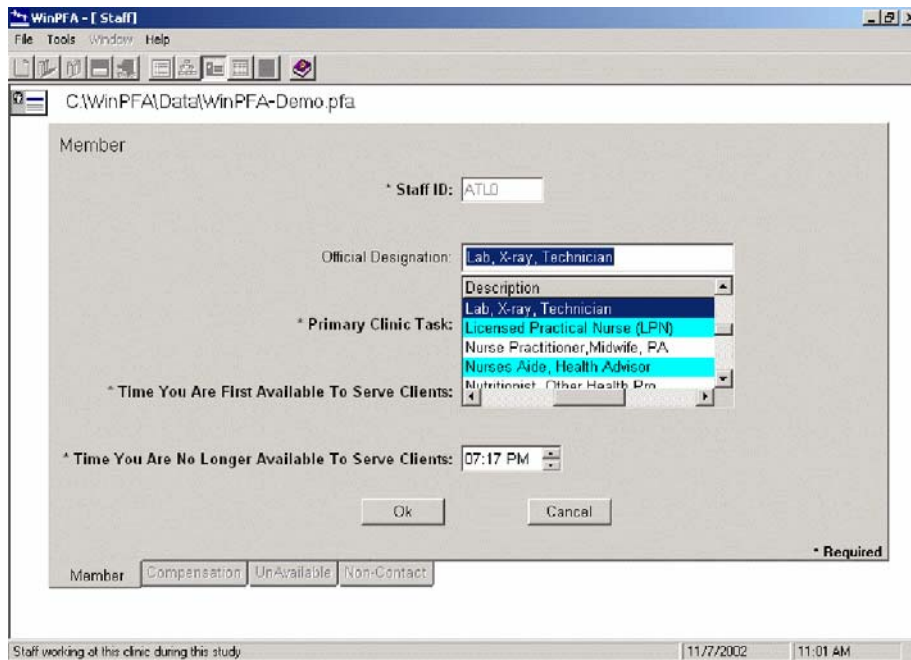 WinPFA - [ Staff]
File Tools Window Help
C:\WinPFA\Data\WinPFA-Demo.pfa
Member
* Staff ID: ATL0
Official Designation: Lab, X-ray, Technician
Description
Lab, X-ray, Technician
* Primary Clinic Task:
Licensed Practical Nurse (LPN)
Nurse Practitioner,Midwife, PA
Nurses Aide, Health Advisor
Nutritionist, Other Health Pro
* Time You Are First Available To Serve Clients:
* Time You Are No Longer Available To Serve Clients: 07:17 PM
Ok Cancel
* Required
Member Compensation UnAvailable Non-Contact
Staff working at this clinic during this study 11/7/2002 11:01 AM